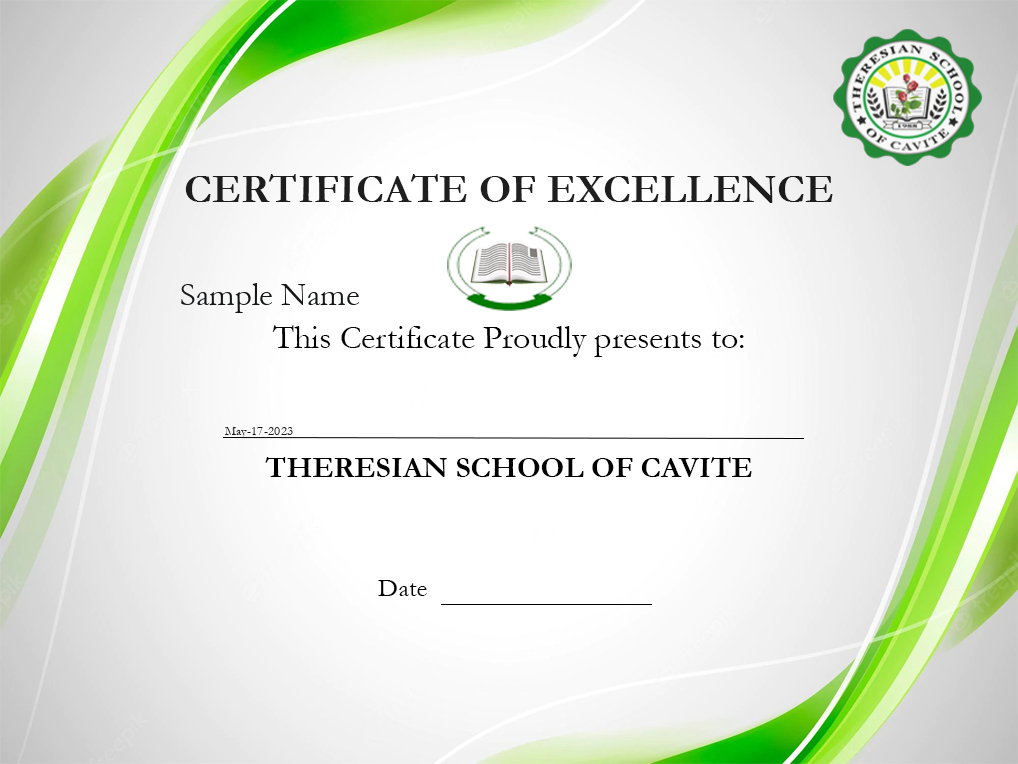 THERESIAN SCHOOL
OF CAVITE
1988
CERTIFICATE OF EXCELLENCE
Sample Name
This Certificate Proudly presents to:
May-17-2023
THERESIAN SCHOOL OF CAVITE
Date